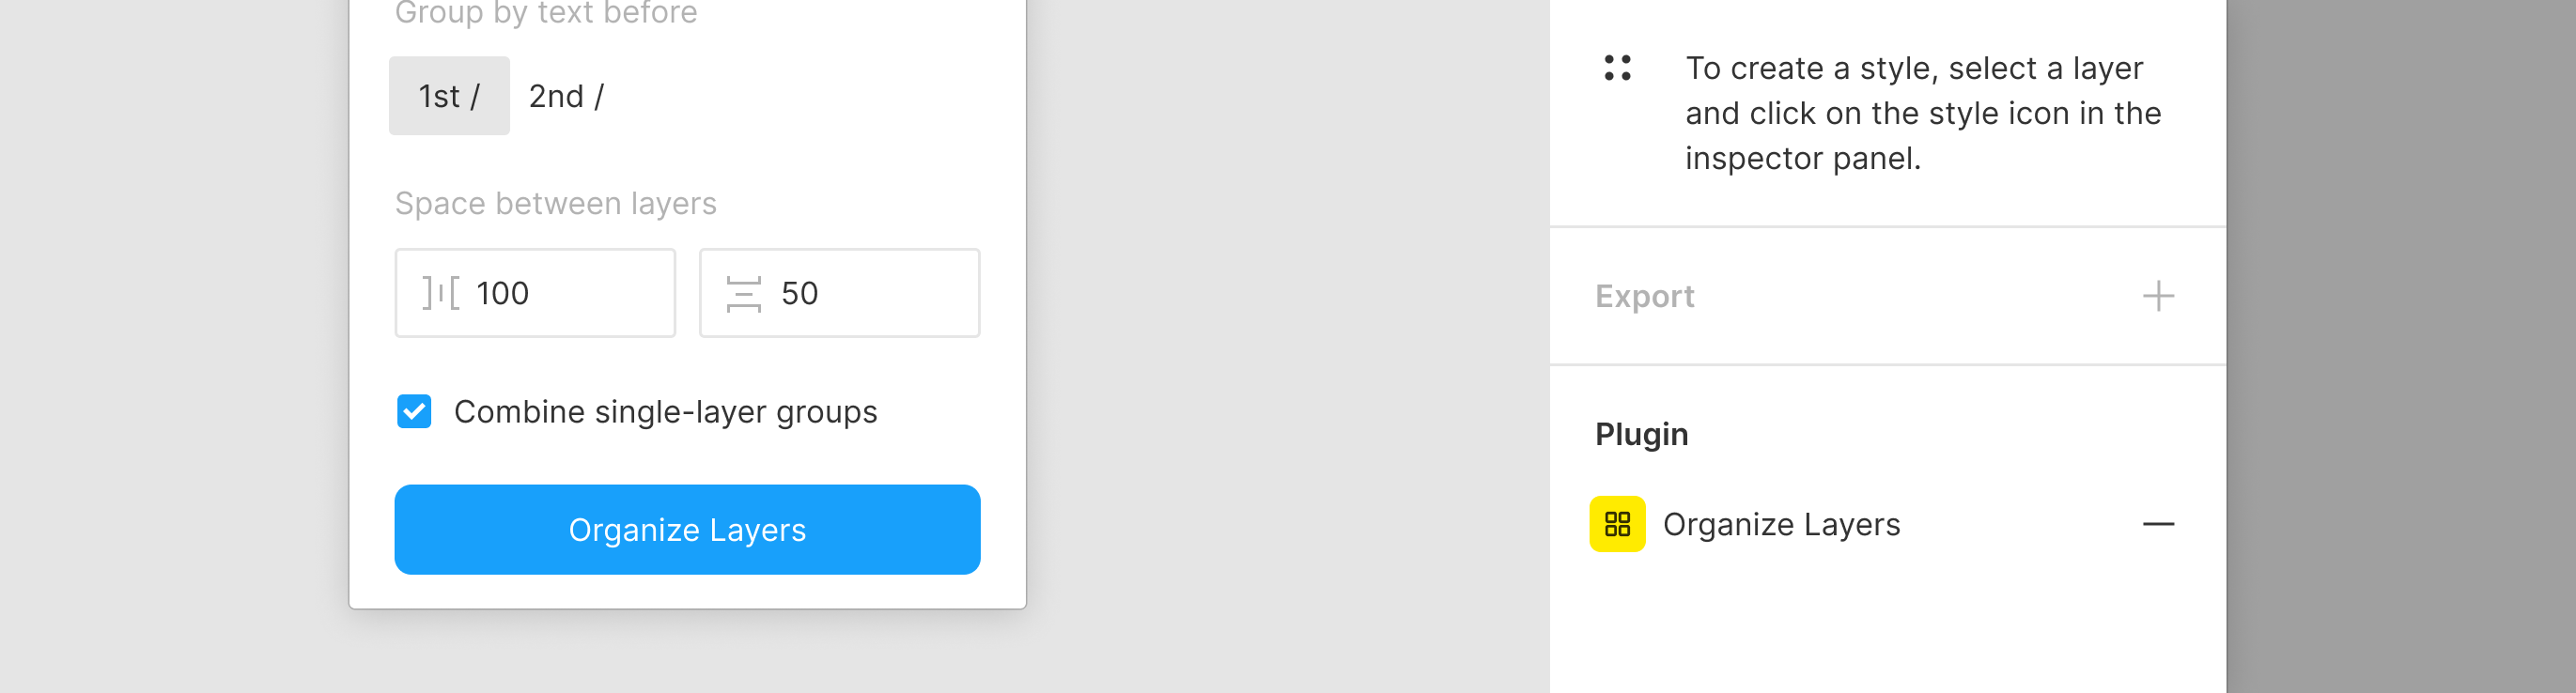 Group by text before
1st / 2nd /
Space between layers
100 50
Combine single-layer groups
Organize Layers
To create a style, select a layer
and click on the style icon in the
inspector panel.
Export
Plugin
Organize Layers